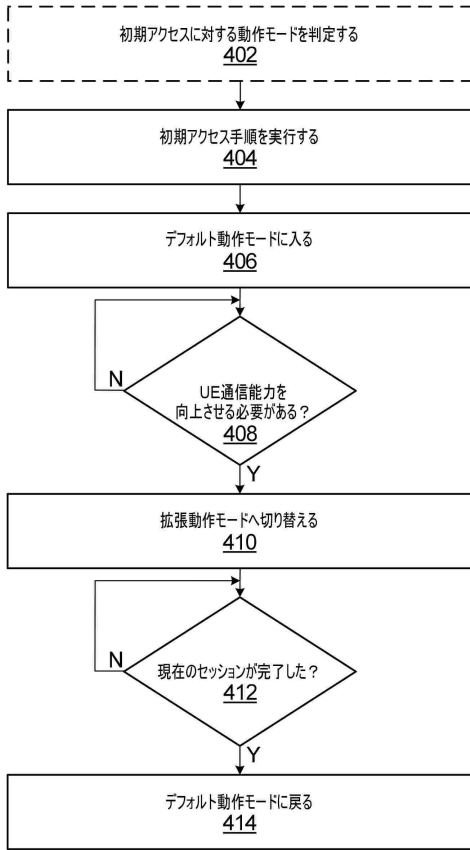 初期アクセスに対する動作モードを判定する
402
初期アクセス手順を実行する
404
デフォルト動作モードに入る
406
N
UE通信能力を
向上させる必要がある?
408
Y
拡張動作モードへ切り替える
410
N
現在のセッションが完了した?
412
Y
デフォルト動作モードに戻る
414